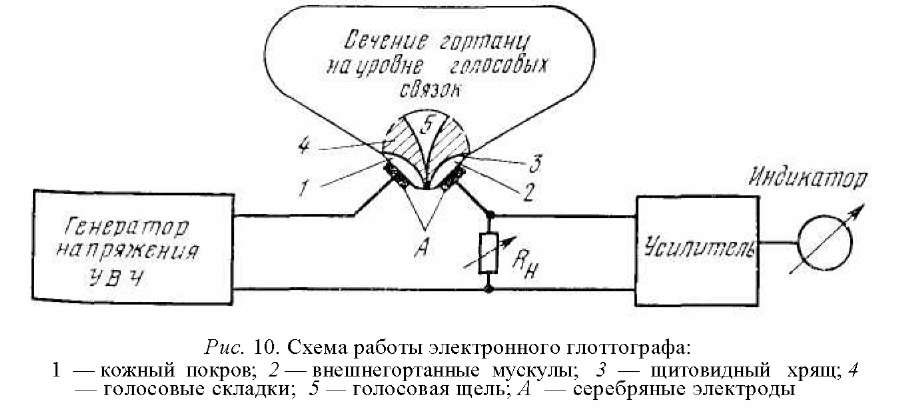 Сечение гортани
на уровне голосовых
связок
4
5
1
3
2
А
Генератор
напряжения
УВЧ
Rн
Усилитель
Индикатор
Рис. 10. Схема работы электронного глоттографа:
1 — кожный покров; 2 — внешнегортанные мускулы; 3 — щитовидный хрящ; 4
— голосовые складки; 5 — голосовая щель; А — серебряные электроды